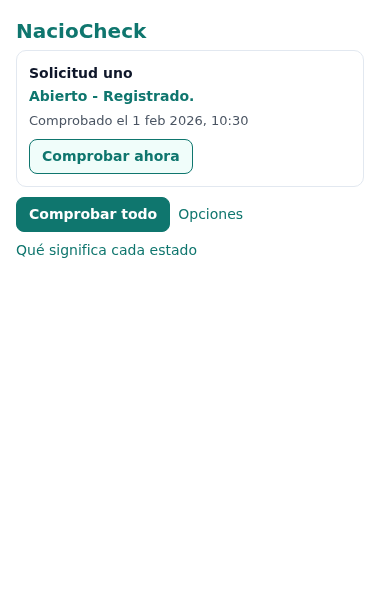 NacioCheck
Solicitud uno
Abierto - Registrado.
Comprobado el 1 feb 2026, 10:30
Comprobar ahora
Comprobar todo Opciones
Qué significa cada estado